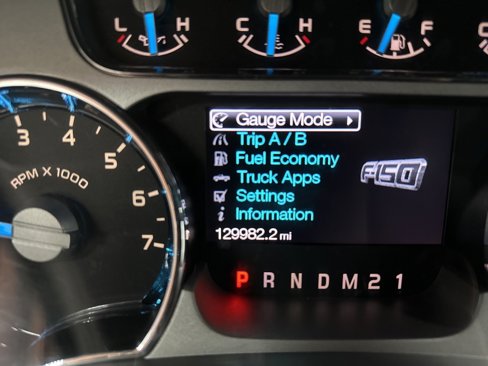 L H
C H
E F
3 4
5
6
7
RPM X 1000
Gauge Mode
Trip A / B
Fuel Economy
Truck Apps
Settings
Information
F-150
129982.2 mi
P R N D M 2 1